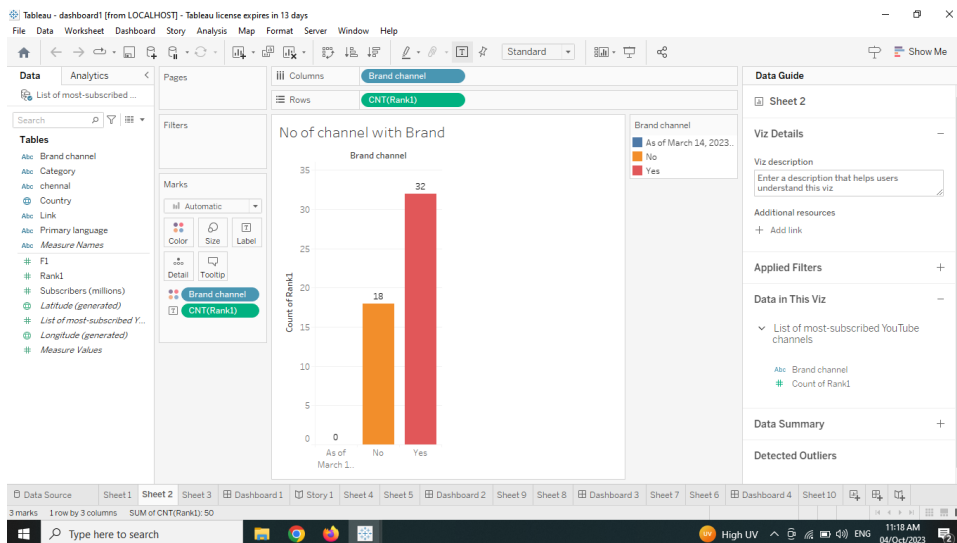 Tableau - dashboard1 [from LOCALHOST] - Tableau license expires in 13 days
File Data Worksheet Dashboard Story Analysis Map Format Server Window Help
Standard
Show Me
Data Analytics
List of most-subscribed ...
Search
Tables
Abc Brand channel
Abc Category
Abc chennal
Country
Abc Link
Abc Primary language
Abc Measure Names
# F1
# Rank1
# Subscribers (millions)
Latitude (generated)
# List of most-subscribed Y...
Longitude (generated)
# Measure Values
Pages
Filters
Marks
Automatic
Color Size Label
Detail Tooltip
Brand channel
CNT(Rank1)
Columns Brand channel
Rows CNT(Rank1)
No of channel with Brand
Brand channel
Count of Rank1
35
30
25
20
15
10
5
0
0
18
32
As of
March 1..
No
Yes
Brand channel
As of March 14, 2023..
No
Yes
Data Guide
Sheet 2
Viz Details
Viz description
Enter a description that helps users
understand this viz
Additional resources
+ Add link
Applied Filters
Data in This Viz
List of most-subscribed YouTube
channels
Abc Brand channel
# Count of Rank1
Data Summary
Detected Outliers
Data Source Sheet 1 Sheet 2 Sheet 3 Dashboard 1 Story 1 Sheet 4 Sheet 5 Dashboard 2 Sheet 9 Sheet 8 Dashboard 3 Sheet 7 Sheet 6 Dashboard 4 Sheet 10
3 marks 1 row by 3 columns SUM of CNT(Rank1): 50
Type here to search
UV High UV ENG
11:18 AM
04/Oct/2023
2